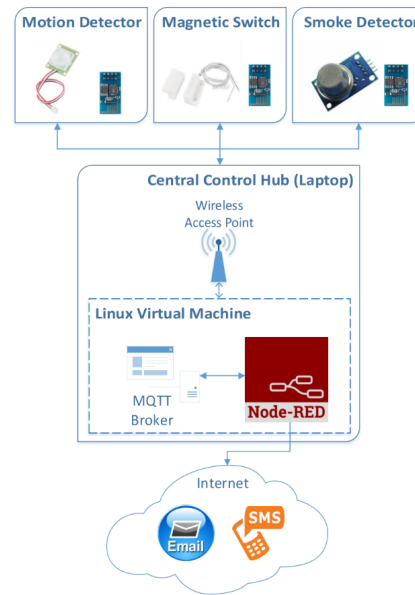 Motion Detector
Magnetic Switch
Smoke Detector
Central Control Hub (Laptop)
Wireless
Access Point
Linux Virtual Machine
MQTT
Broker
Node-RED
Internet
Email
SMS